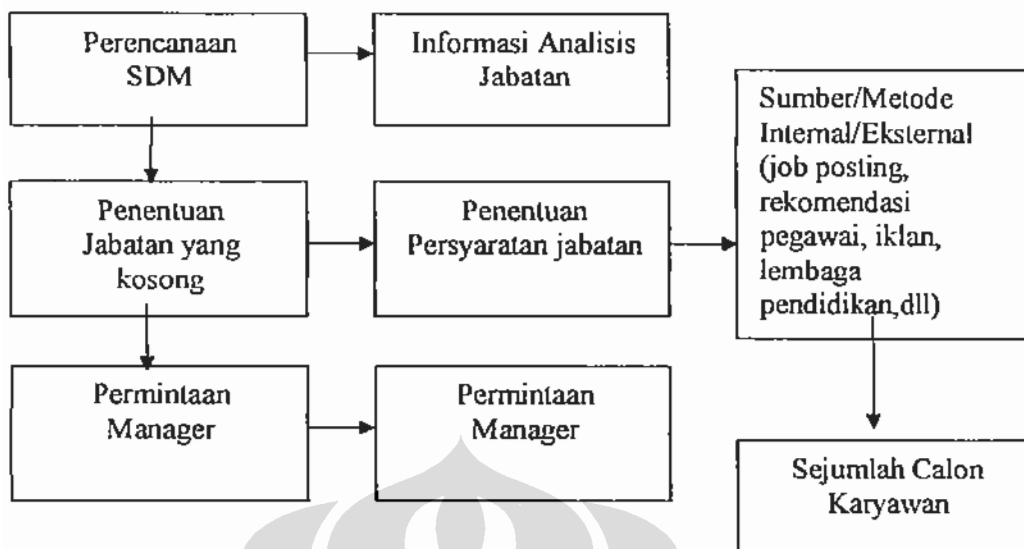 Perencanaan
SDM
Informasi Analisis
Jabatan
Sumber/Metode
Internal/Eksternal
(job posting,
rekomendasi
pegawai, iklan,
lembaga
pendidikan,dll)
Penentuan
Jabatan yang
kosong
Penentuan
Persyaratan jabatan
Permintaan
Manager
Permintaan
Manager
Sejumlah Calon
Karyawan